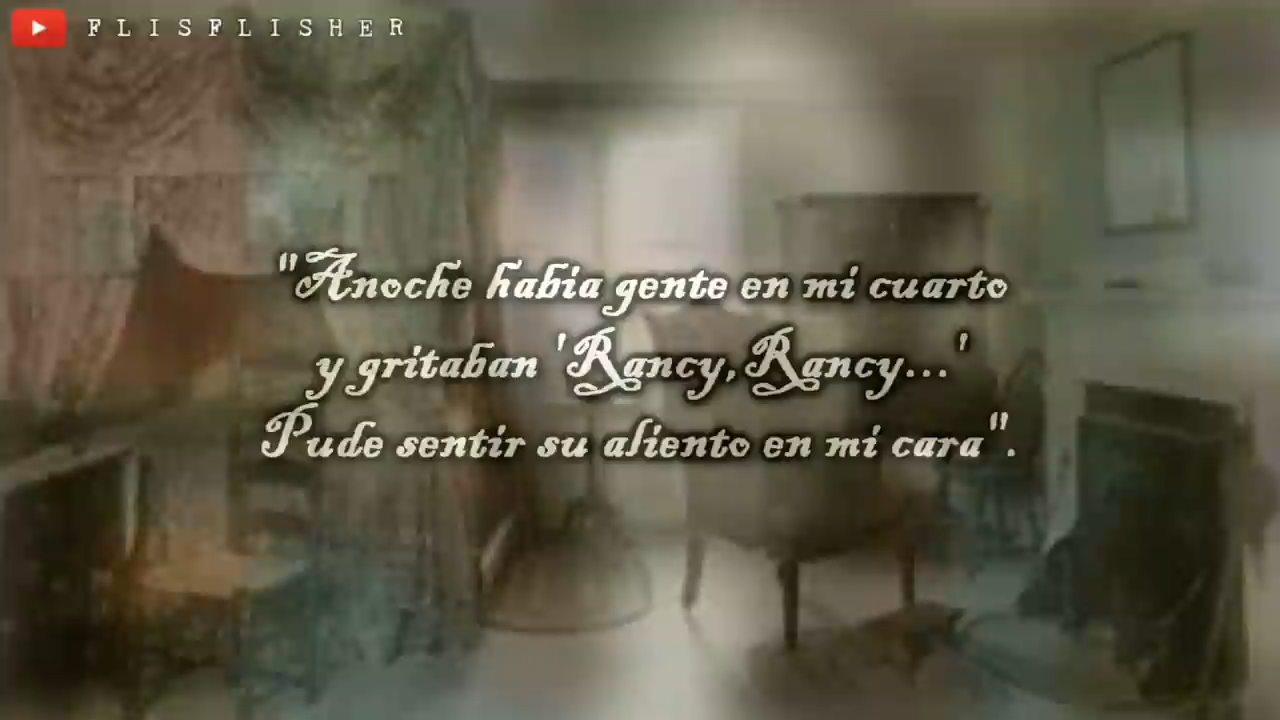 FLISFLISHER
"Anoche había gente en mi cuarto
y gritaban 'Rancy, Rancy...'
Pude sentir su aliento en mi cara".